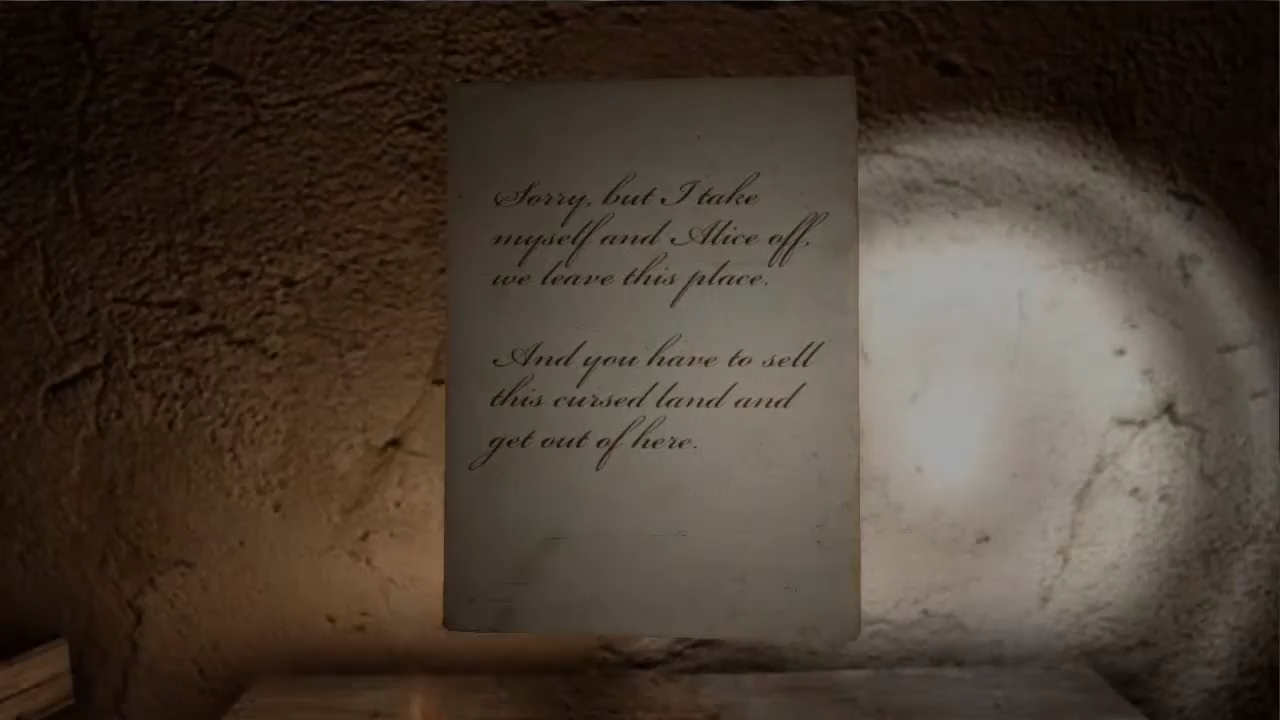 Sorry, but I take
myself and Alice off,
we leave this place.
And you have to sell
this cursed land and
get out of here.